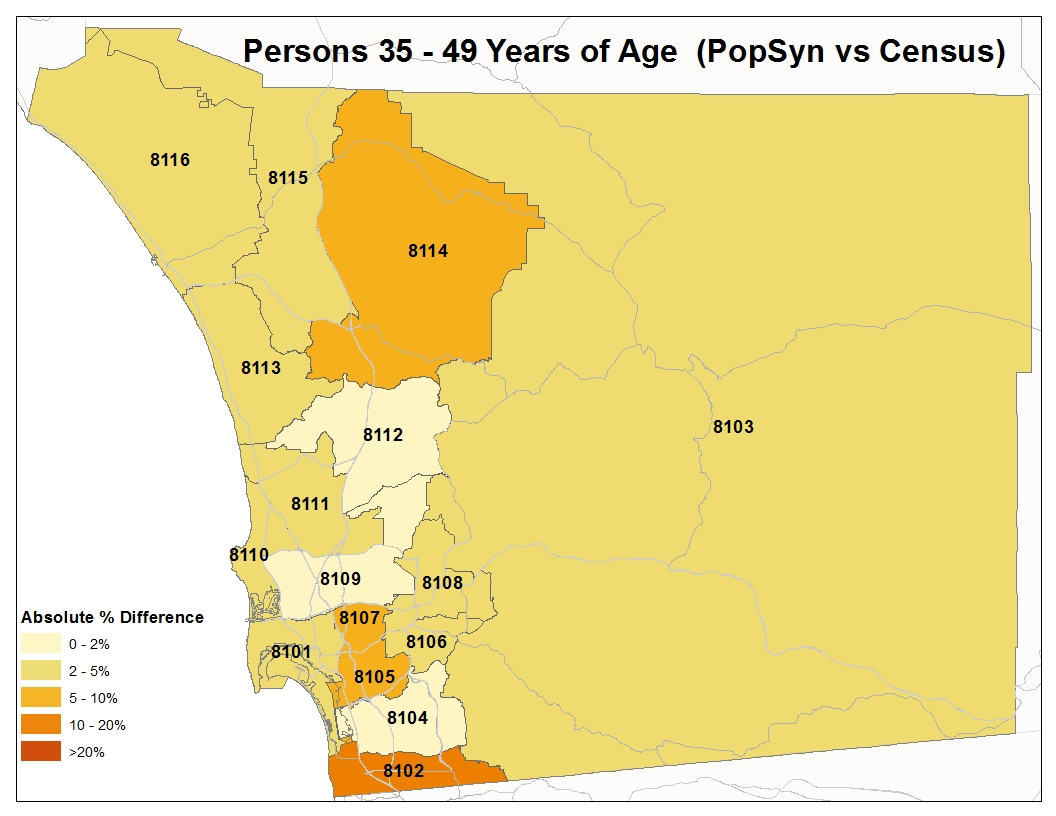 Persons 35 - 49 Years of Age (PopSyn vs Census)
8116
8115
8114
8113
8103
8112
8111
8110
8109
8108
8107
8106
8101
8105
8104
8102
Absolute % Difference
0 - 2%
2 - 5%
5 - 10%
10 - 20%
>20%